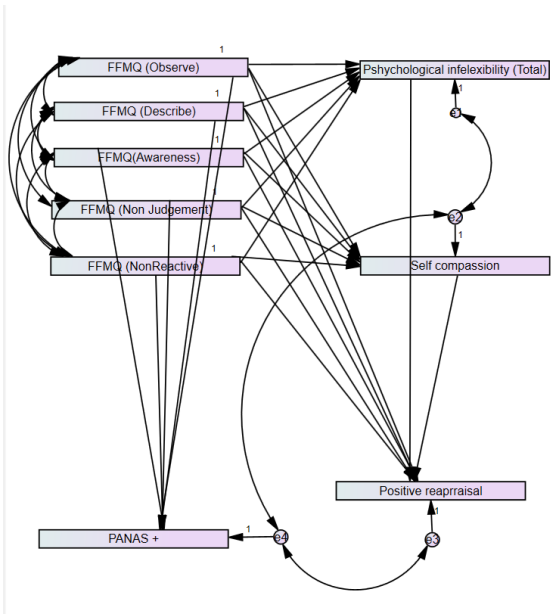 1
FFMQ (Observe)
Pshychological infelexibility (Total)
1
FFMQ (Describe)
1
e1
1
FFMQ(Awareness)
1
FFMQ (Non Judgement)
e2
1
1
FFMQ (NonReactive)
Self compassion
Positive reaprraisal
1
PANAS +
1
e4
e3